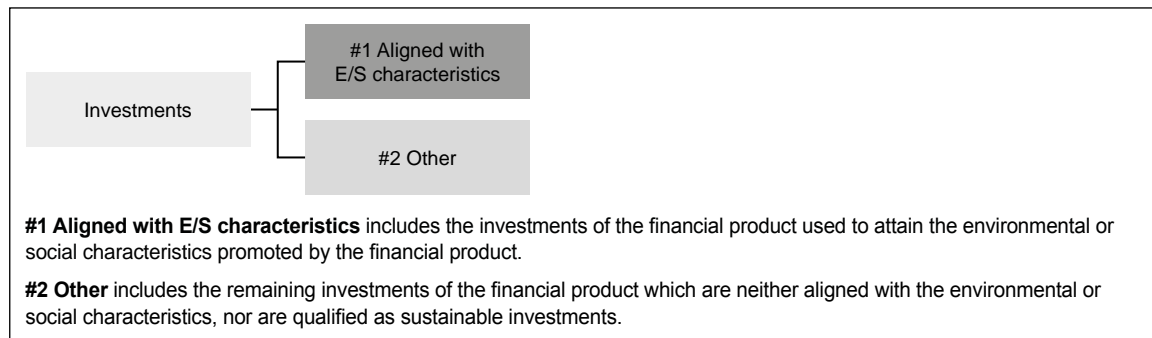 #1 Aligned with
E/S characteristics
Investments
#2 Other
#1 Aligned with E/S characteristics includes the investments of the financial product used to attain the environmental or
social characteristics promoted by the financial product.
#2 Other includes the remaining investments of the financial product which are neither aligned with the environmental or
social characteristics, nor are qualified as sustainable investments.